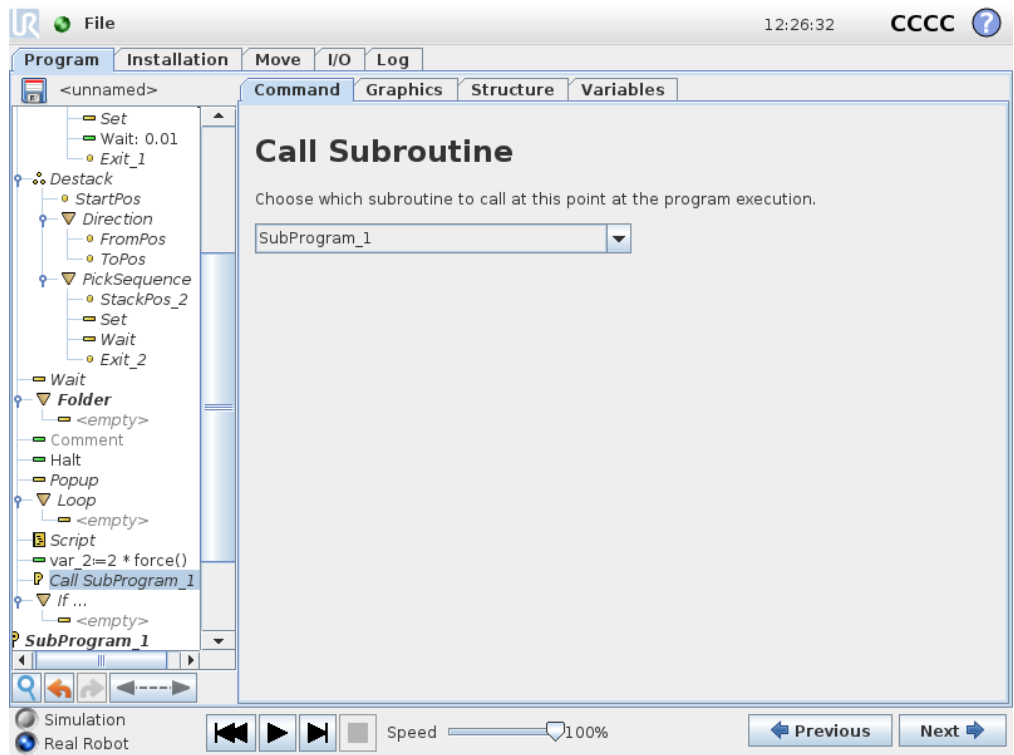 UR File 12:26:32 CCCC ?
Program Installation Move I/O Log
<unnamed> Command Graphics Structure Variables
Set
Wait: 0.01
Exit_1
Destack
StartPos
Direction
FromPos
ToPos
PickSequence
StackPos_2
Set
Wait
Exit_2
Wait
Folder
<empty>
Comment
Halt
Popup
Loop
<empty>
Script
var_2:=2 * force()
Call SubProgram_1
If ...
<empty>
SubProgram_1
Call Subroutine
Choose which subroutine to call at this point at the program execution.
SubProgram_1
Simulation
Real Robot
Speed 100%
Previous Next